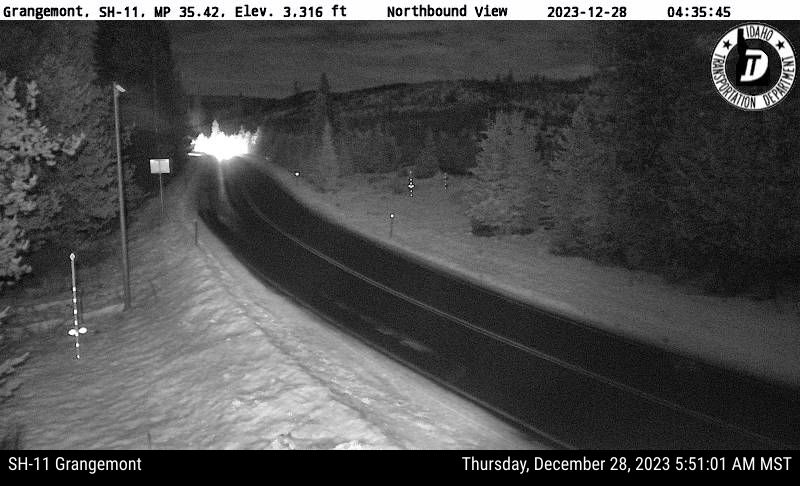 Grangemont, SH-11, MP 35.42, Elev. 3,316 ft Northbound View 2023-12-28 04:35:45
IDAHO
TRANSPORTATION DEPARTMENT
SH-11 Grangemont Thursday, December 28, 2023 5:51:01 AM MST